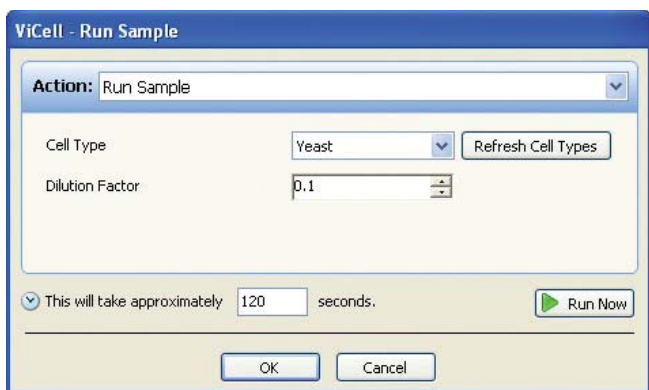 ViCell - Run Sample
Action: Run Sample
Cell Type Yeast Refresh Cell Types
Dilution Factor 0.1
This will take approximately 120 seconds. Run Now
OK Cancel